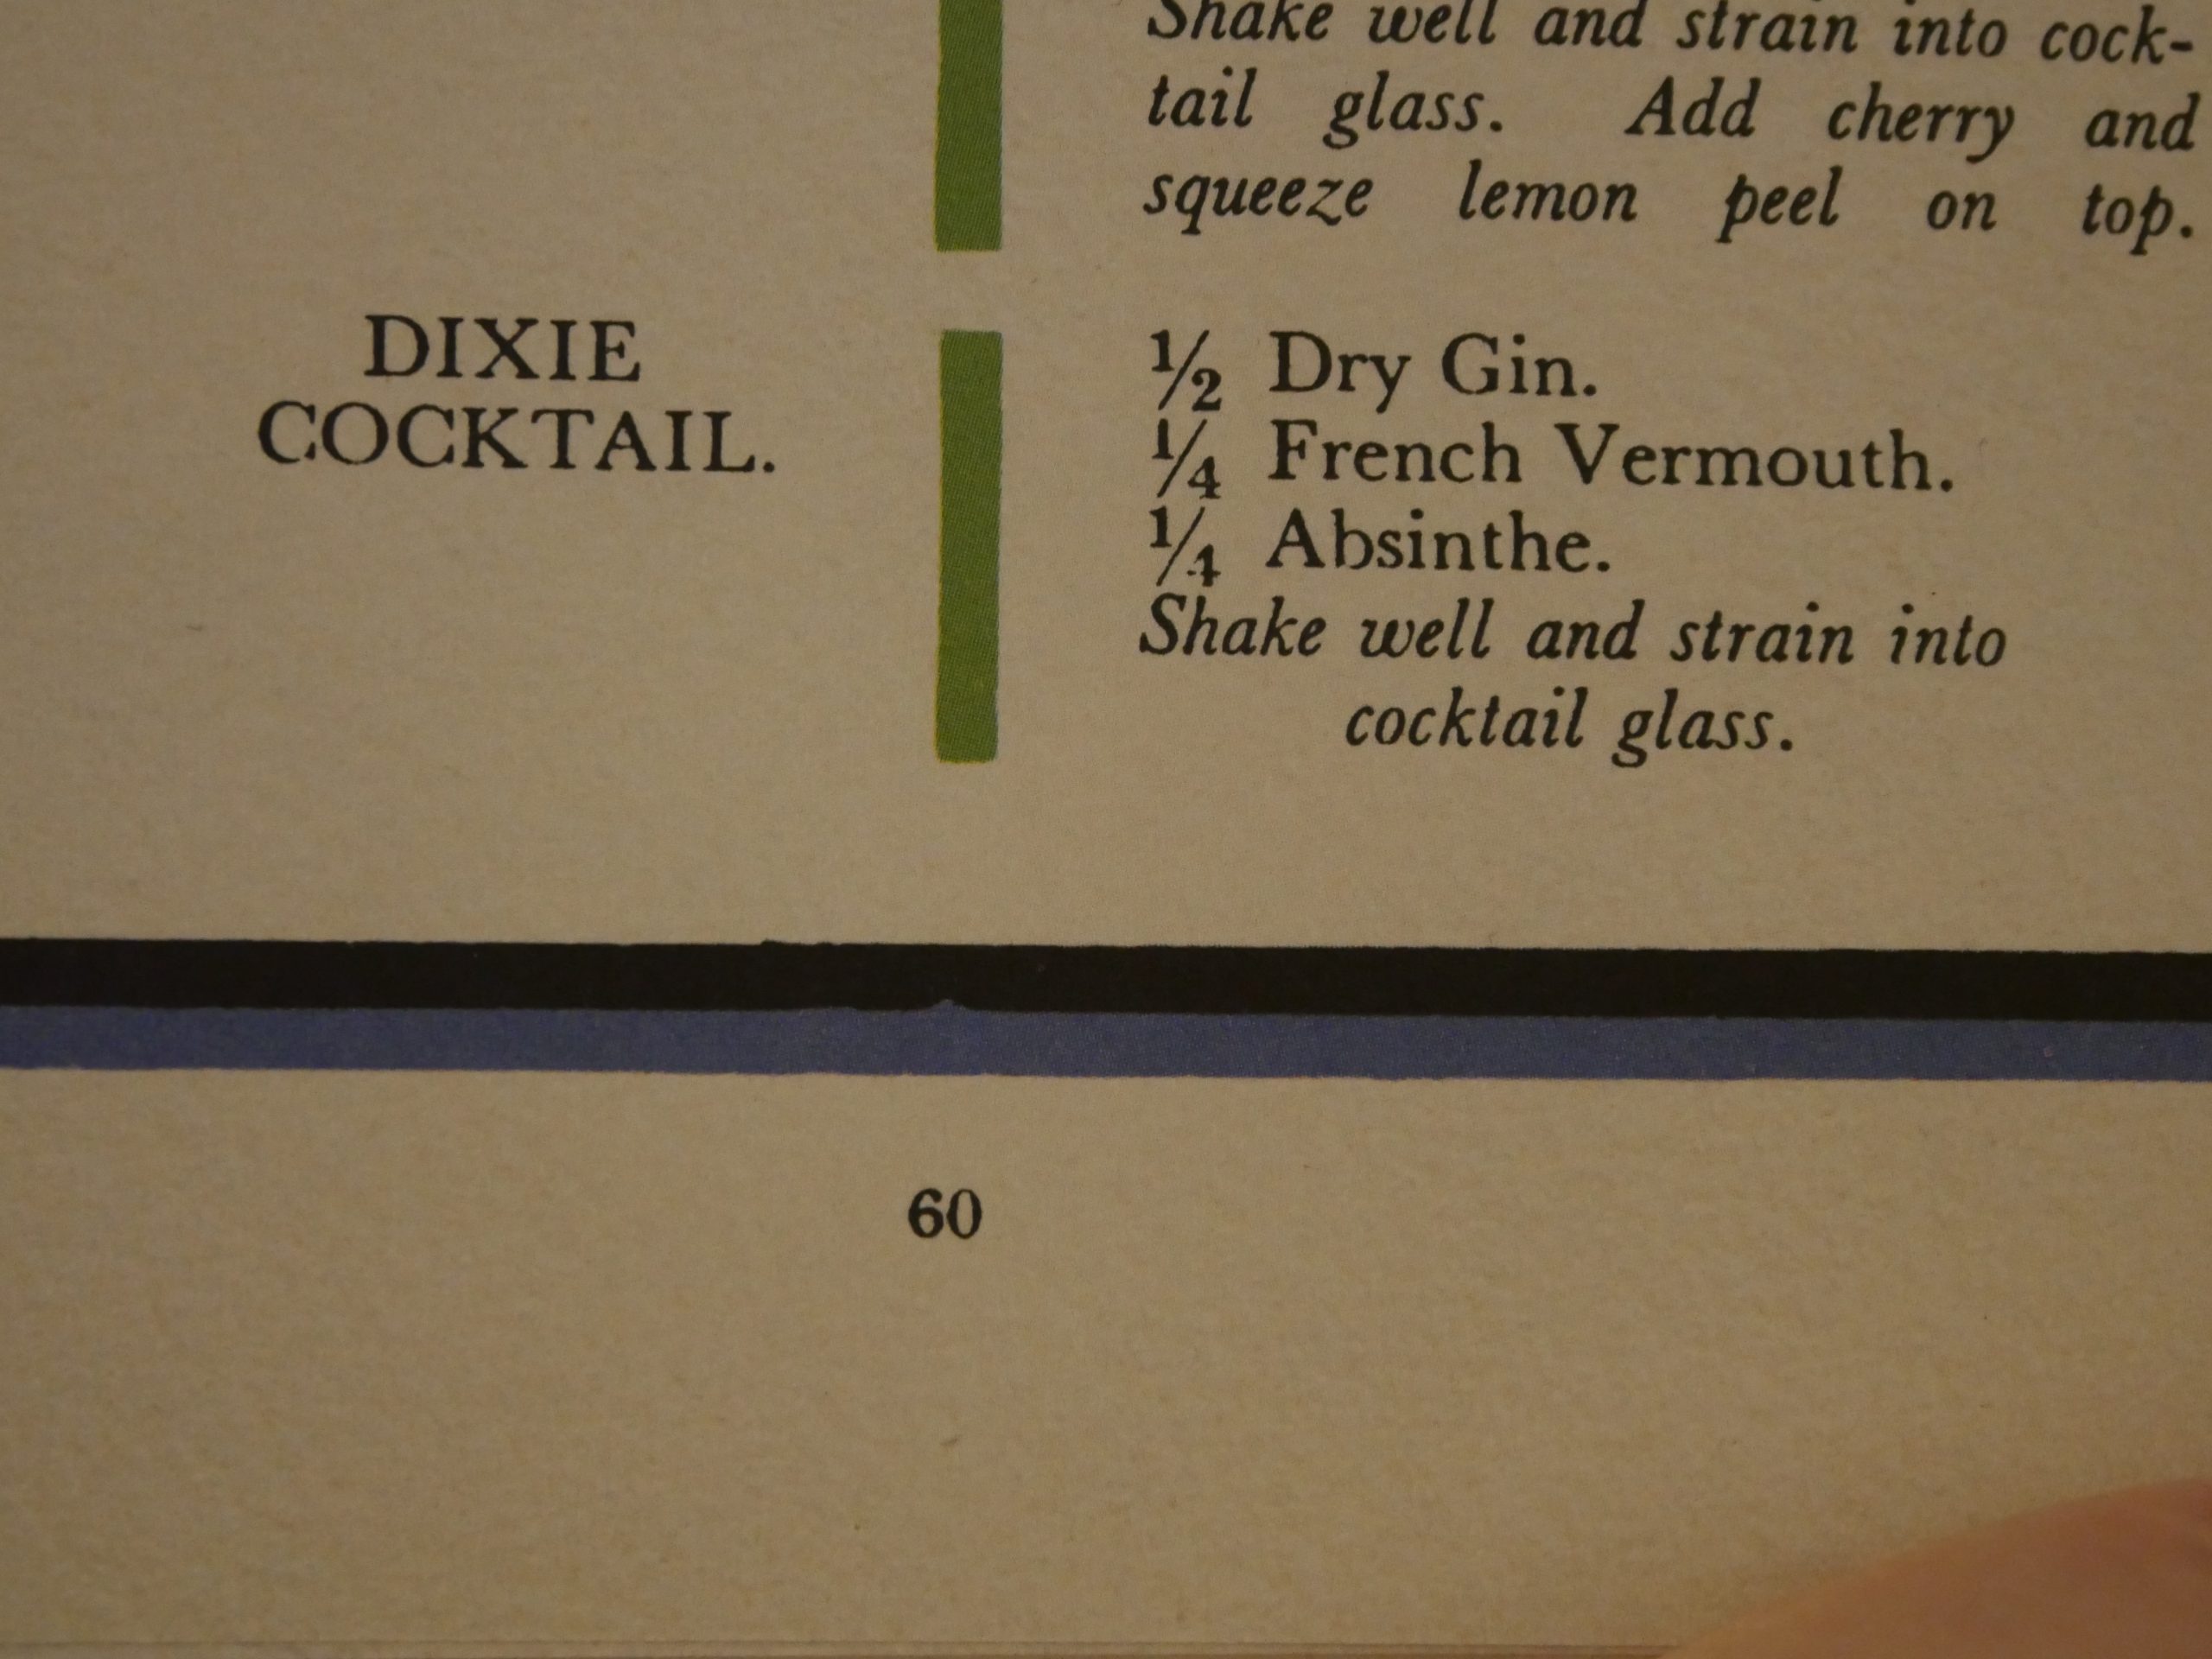 Shake well and strain into cock-
tail glass. Add cherry and
squeeze lemon peel on top.
DIXIE
COCKTAIL.
½ Dry Gin.
¼ French Vermouth.
¼ Absinthe.
Shake well and strain into
cocktail glass.
60